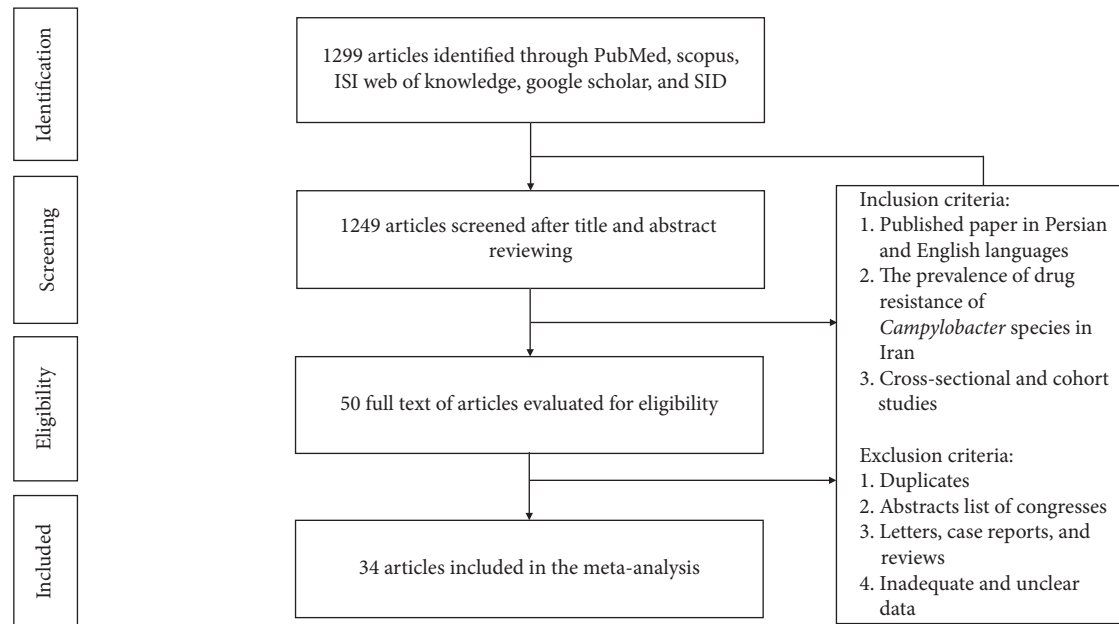 Identification
1299 articles identified through PubMed, scopus,
ISI web of knowledge, google scholar, and SID
Screening
1249 articles screened after title and abstract
reviewing
Eligibility
50 full text of articles evaluated for eligibility
Included
34 articles included in the meta-analysis
Inclusion criteria:
1. Published paper in Persian
and English languages
2. The prevalence of drug
resistance of
Campylobacter species in
Iran
3. Cross-sectional and cohort
studies
Exclusion criteria:
1. Duplicates
2. Abstracts list of congresses
3. Letters, case reports, and
reviews
4. Inadequate and unclear
data